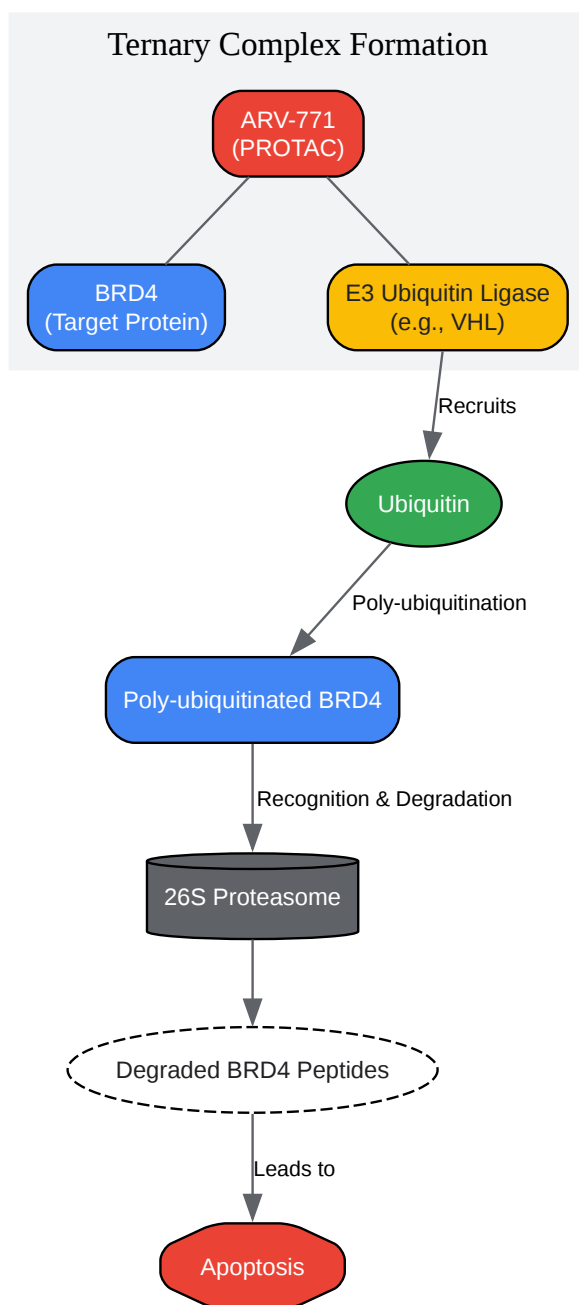 Ternary Complex Formation
ARV-771
(PROTAC)
BRD4
(Target Protein)
E3 Ubiquitin Ligase
(e.g., VHL)
Recruits
Ubiquitin
Poly-ubiquitination
Poly-ubiquitinated BRD4
Recognition & Degradation
26S Proteasome
Degraded BRD4 Peptides
Leads to
Apoptosis